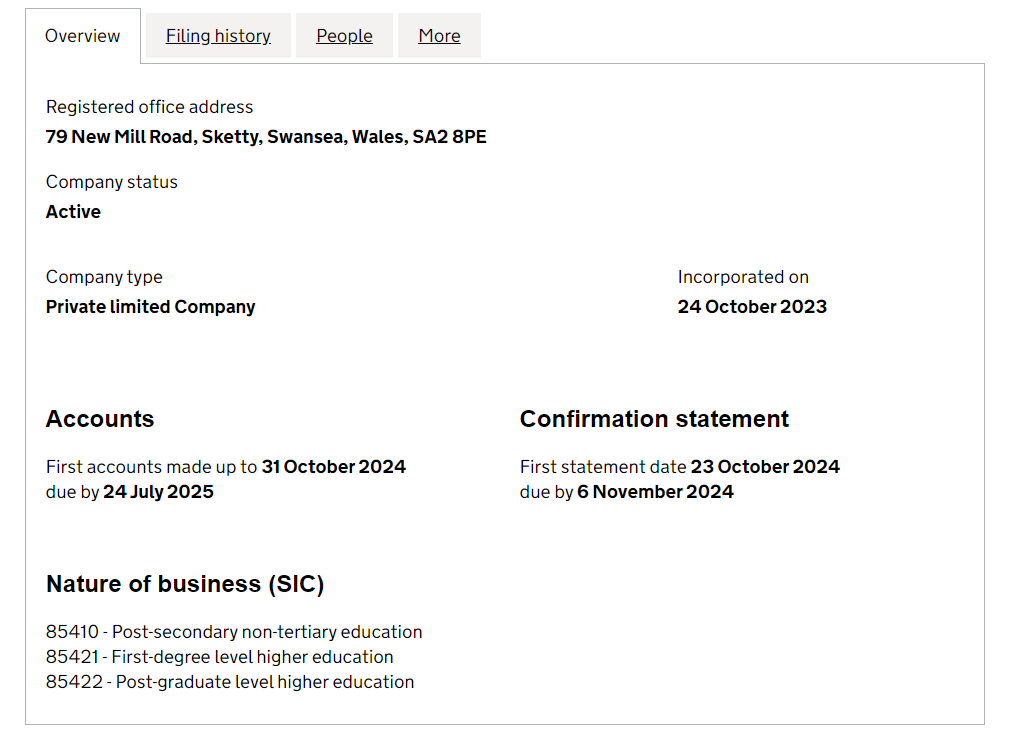 Overview
Filing history
People
More
Registered office address
79 New Mill Road, Sketty, Swansea, Wales, SA2 8PE
Company status
Active
Company type
Private limited Company
Incorporated on
24 October 2023
Accounts
First accounts made up to 31 October 2024
due by 24 July 2025
Confirmation statement
First statement date 23 October 2024
due by 6 November 2024
Nature of business (SIC)
85410 - Post-secondary non-tertiary education
85421 - First-degree level higher education
85422 - Post-graduate level higher education